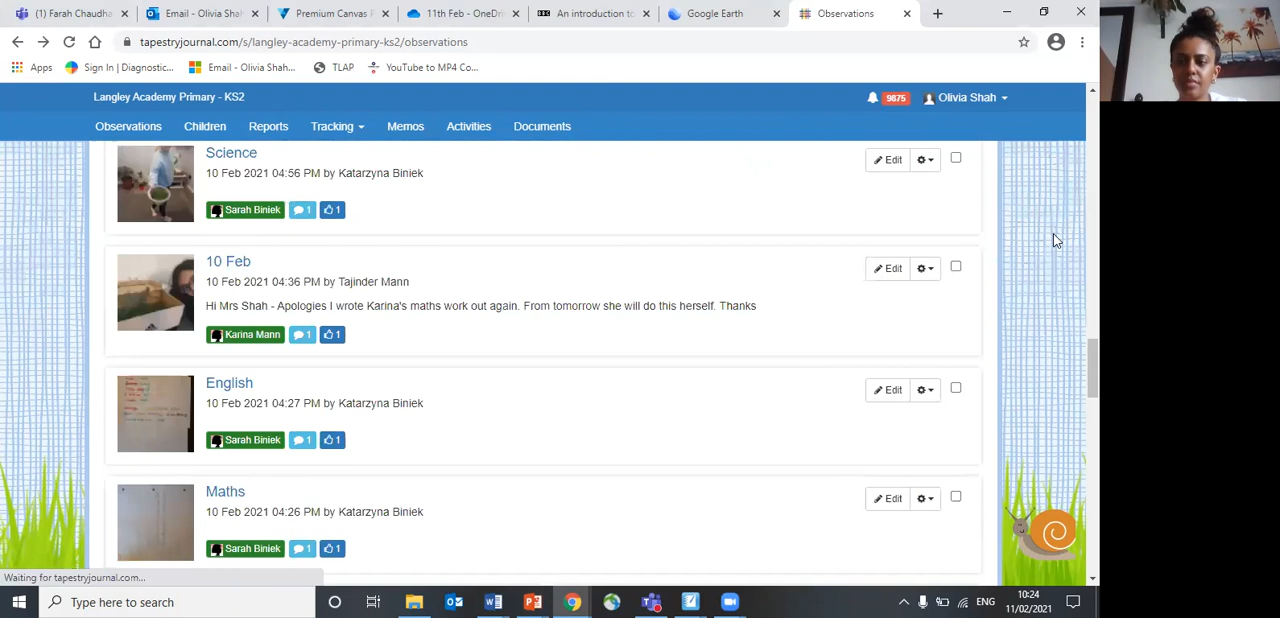 (1) Farah Chaudha
Email - Olivia Sha
Premium Canvas P
11th Feb - OneDri
An introduction to
Google Earth
Observations
tapestryjournal.com/s/langley-academy-primary-ks2/observations
Apps
Sign In | Diagnostic...
Email - Olivia Shah...
TLAP
YouTube to MP4 Co...
Langley Academy Primary - KS2
9875
Olivia Shah
Observations
Children
Reports
Tracking
Memos
Activities
Documents
Science
10 Feb 2021 04:56 PM by Katarzyna Biniek
Sarah Biniek
1
1
Edit
10 Feb
10 Feb 2021 04:36 PM by Tajinder Mann
Hi Mrs Shah - Apologies I wrote Karina's maths work out again. From tomorrow she will do this herself. Thanks
Karina Mann
1
1
Edit
English
10 Feb 2021 04:27 PM by Katarzyna Biniek
Sarah Biniek
1
1
Edit
Maths
10 Feb 2021 04:26 PM by Katarzyna Biniek
Sarah Biniek
1
1
Edit
Waiting for tapestryjournal.com...
Type here to search
ENG
10:24
11/02/2021